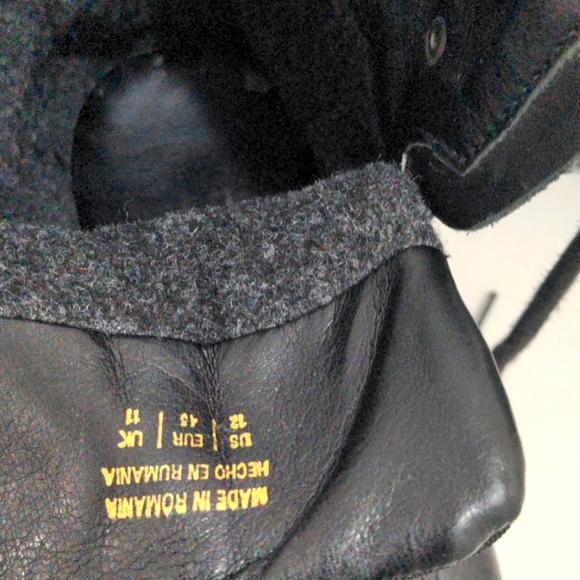 MADE IN ROMANIA
HECHO EN RUMANIA
US | EUR | UK
12 | 45 | 11